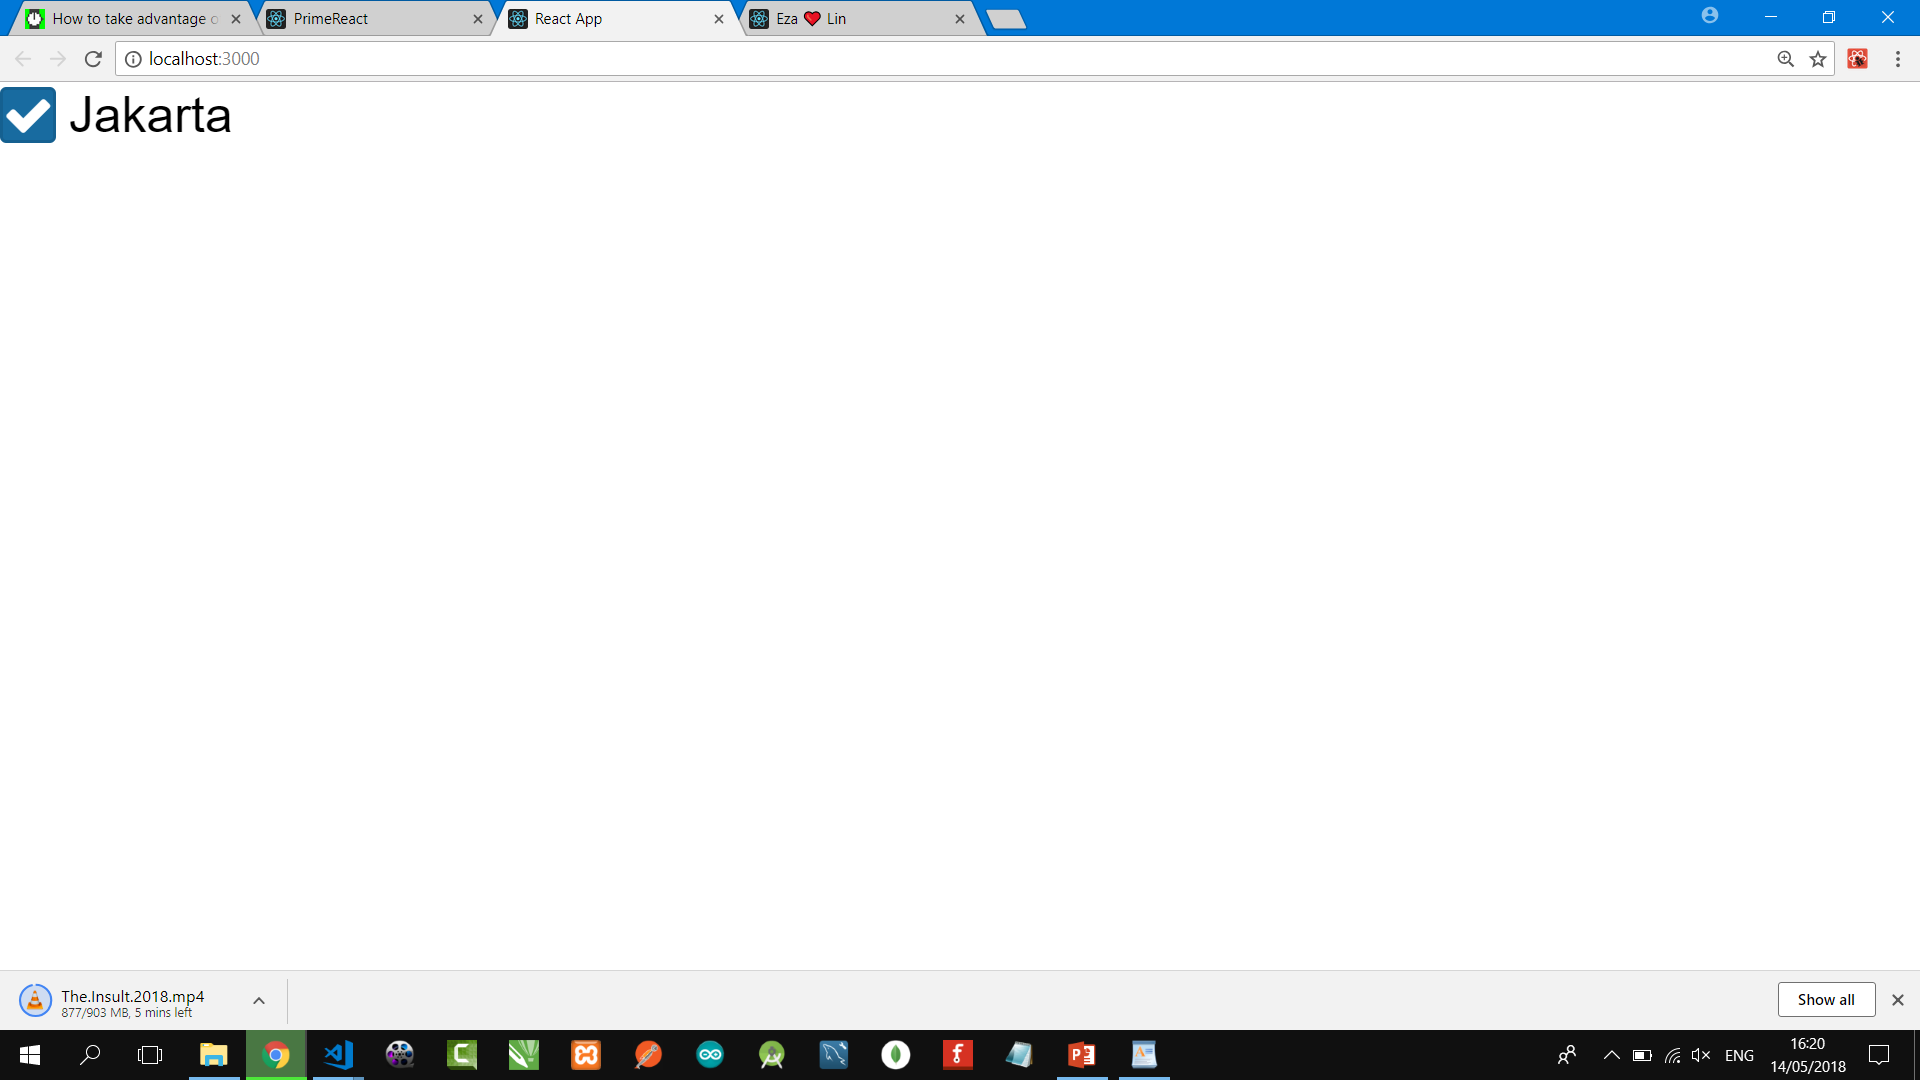 How to take advantage o
PrimeReact
React App
Eza ❤ Lin
localhost:3000
Jakarta
The.Insult.2018.mp4
877/903 MB, 5 mins left
Show all
ENG
16:20
14/05/2018